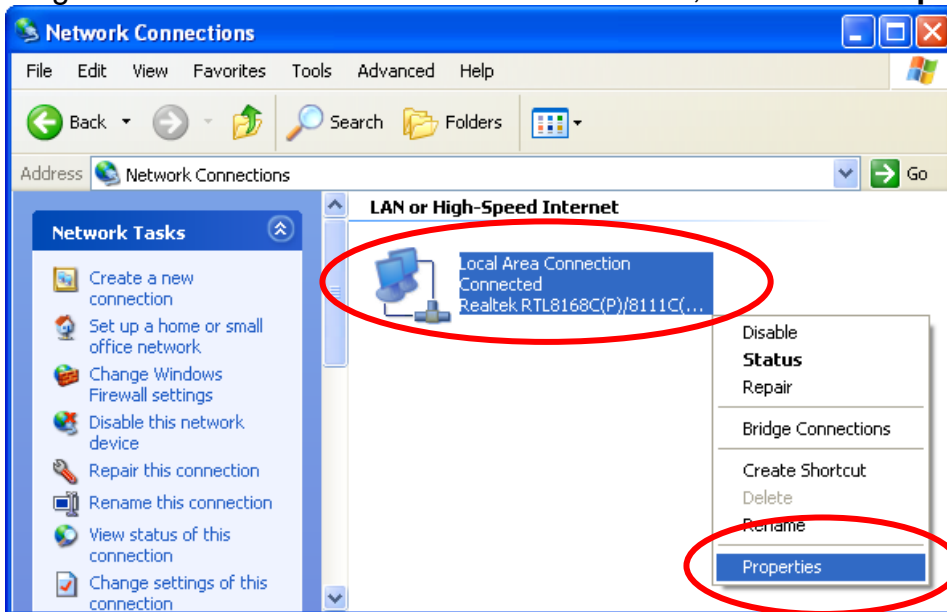 Network Connections
File Edit View Favorites Tools Advanced Help
Back Search Folders
Address Network Connections Go
Network Tasks
Create a new
connection
Set up a home or small
office network
Change Windows
Firewall settings
Disable this network
device
Repair this connection
Rename this connection
View status of this
connection
Change settings of this
connection
LAN or High-Speed Internet
Local Area Connection
Connected
Realtek RTL8168C(P)/8111C(...
Disable
Status
Repair
Bridge Connections
Create Shortcut
Delete
Rename
Properties